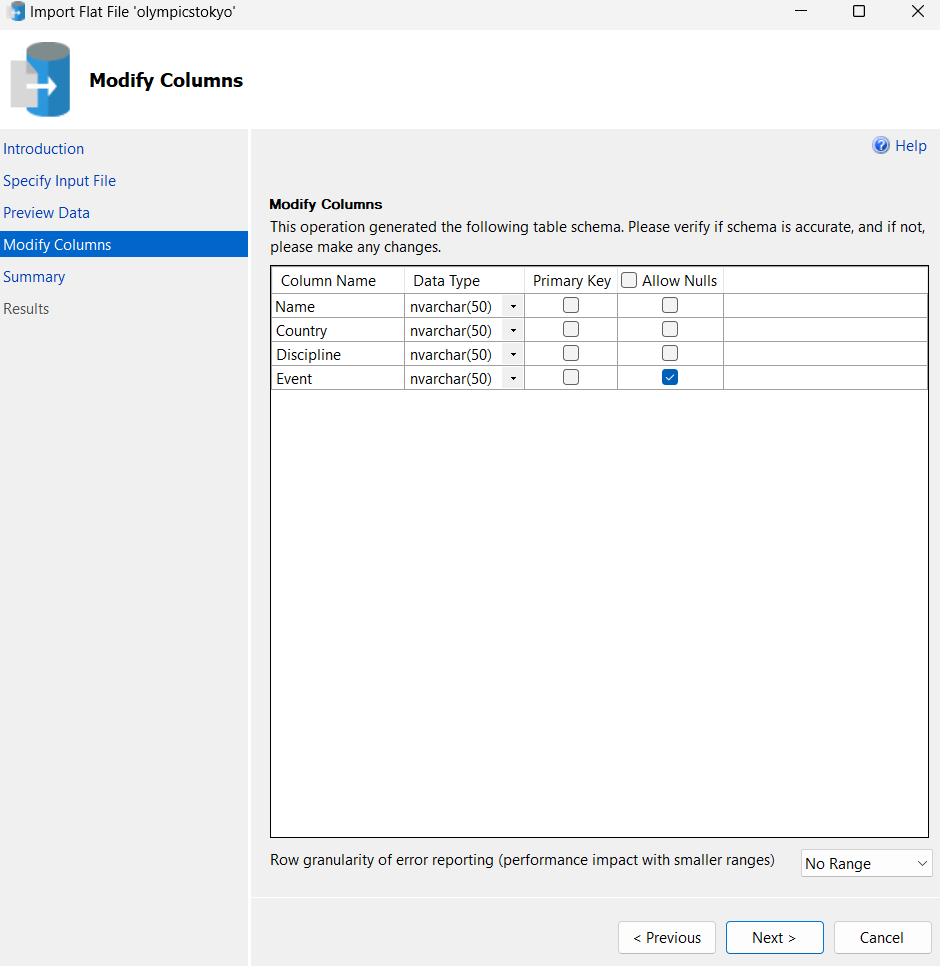 Import Flat File 'olympicstokyo'
Modify Columns
Introduction
Specify Input File
Preview Data
Modify Columns
Summary
Results
Help
Modify Columns
This operation generated the following table schema. Please verify if schema is accurate, and if not,
please make any changes.
Column Name Data Type Primary Key Allow Nulls
Name nvarchar(50)
Country nvarchar(50)
Discipline nvarchar(50)
Event nvarchar(50)
Row granularity of error reporting (performance impact with smaller ranges) No Range
< Previous Next > Cancel